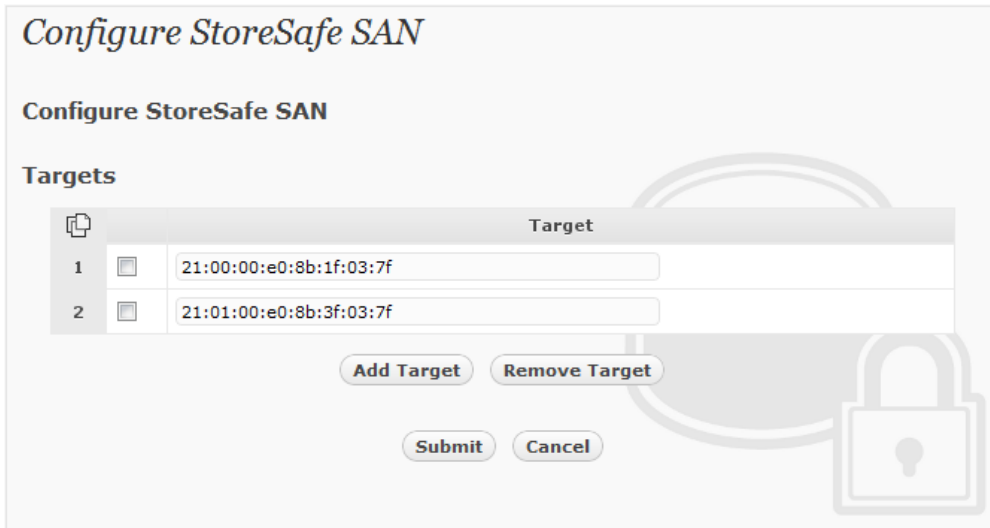 Configure StoreSafe SAN
Configure StoreSafe SAN
Targets
Target
1 21:00:00:e0:8b:1f:03:7f
2 21:01:00:e0:8b:3f:03:7f
Add Target Remove Target
Submit Cancel